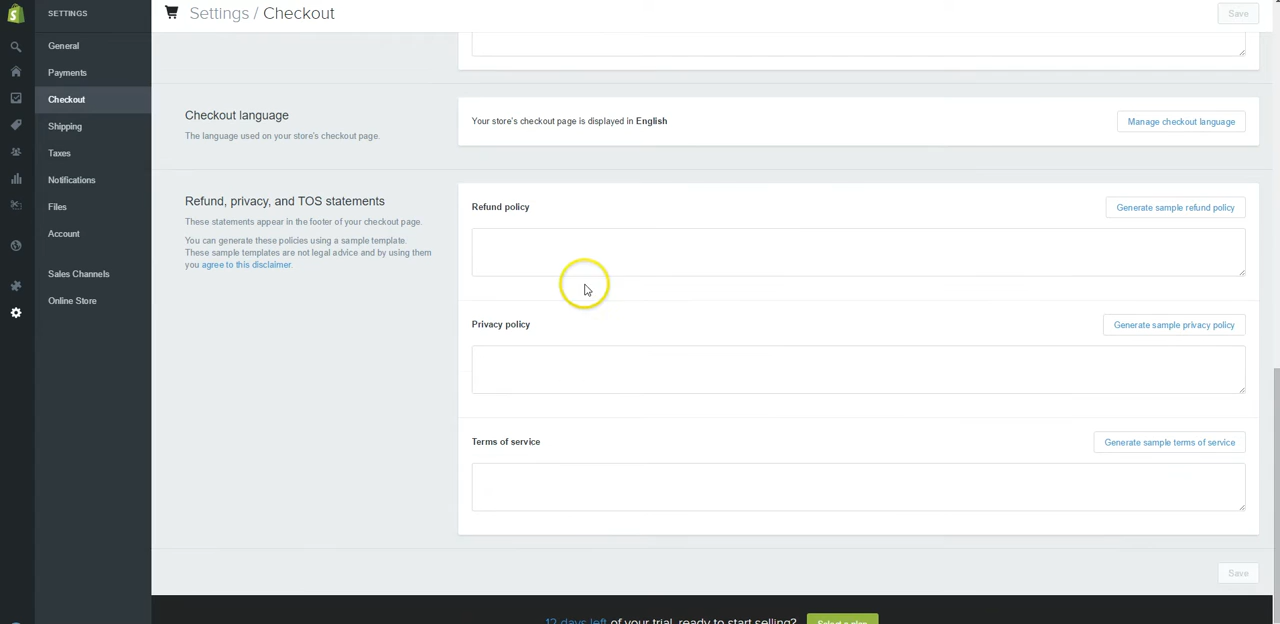 SETTINGS
Settings / Checkout
Save
General
Payments
Checkout
Shipping
Taxes
Notifications
Files
Account
Sales Channels
Online Store
Checkout language
The language used on your store's checkout page.
Your store's checkout page is displayed in English
Manage checkout language
Refund, privacy, and TOS statements
These statements appear in the footer of your checkout page.
You can generate these policies using a sample template.
These sample templates are not legal advice and by using them
you agree to this disclaimer.
Refund policy
Generate sample refund policy
Privacy policy
Generate sample privacy policy
Terms of service
Generate sample terms of service
Save
12 days left of your trial, ready to start selling?
Select a plan